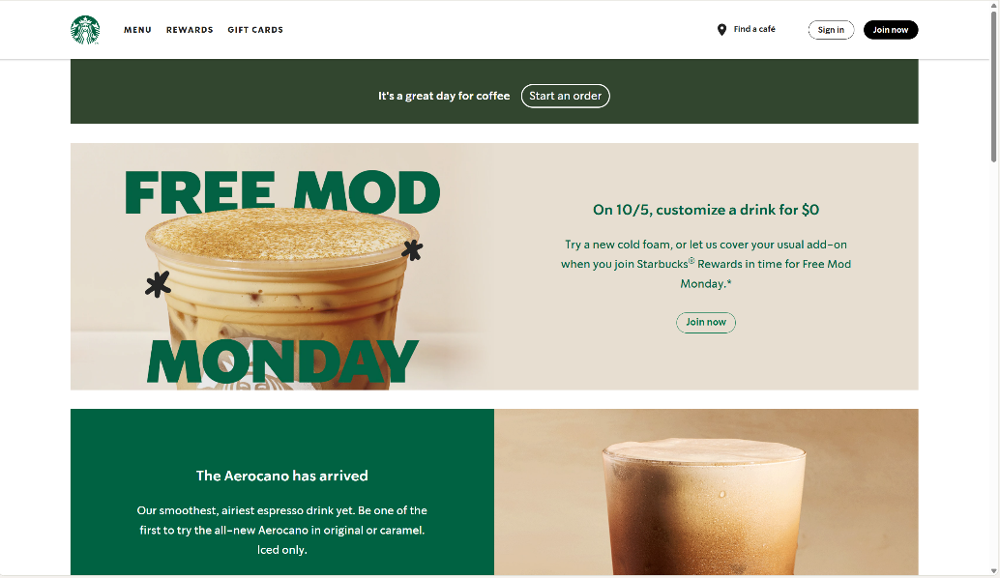 MENU REWARDS GIFT CARDS Find a café Sign in Join now
It's a great day for coffee Start an order
FREE MOD
MONDAY
On 10/5, customize a drink for $0
Try a new cold foam, or let us cover your usual add-on
when you join Starbucks® Rewards in time for Free Mod
Monday.*
Join now
The Aerocano has arrived
Our smoothest, airiest espresso drink yet. Be one of the
first to try the all-new Aerocano in original or caramel.
Iced only.